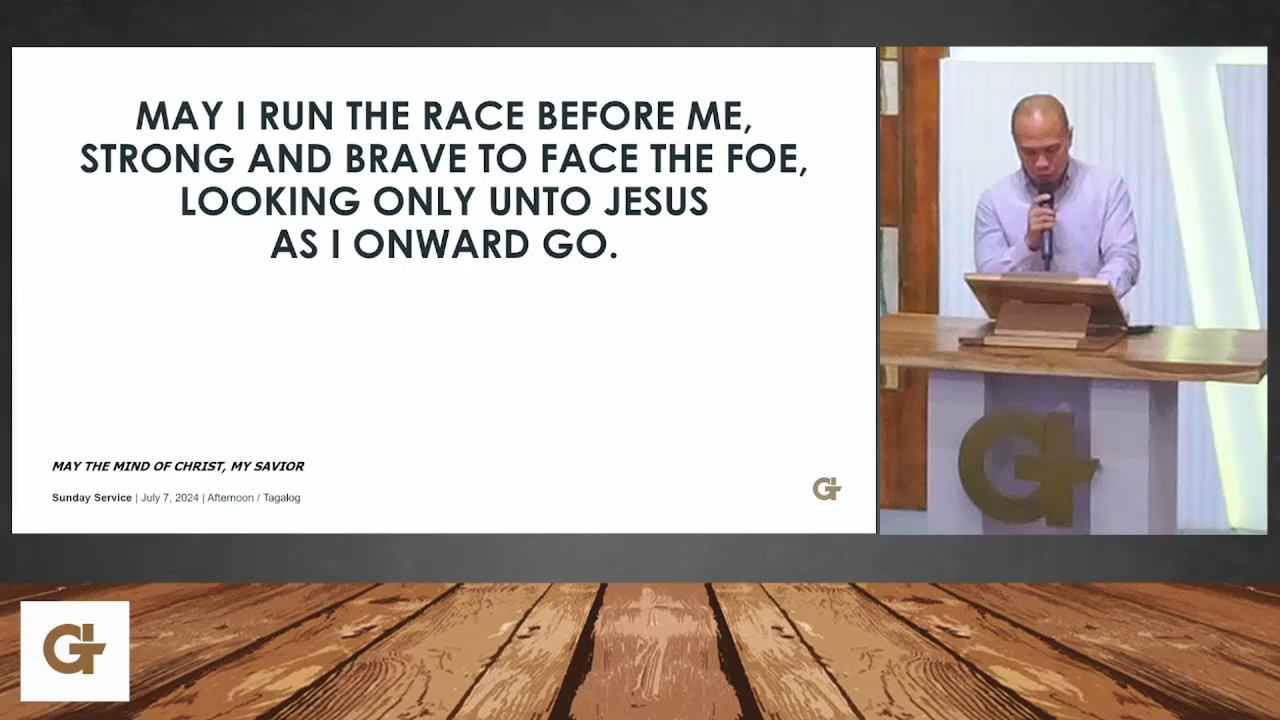 MAY I RUN THE RACE BEFORE ME,
STRONG AND BRAVE TO FACE THE FOE,
LOOKING ONLY UNTO JESUS
AS I ONWARD GO.
MAY THE MIND OF CHRIST, MY SAVIOR
Sunday Service | July 7, 2024 | Afternoon / Tagalog